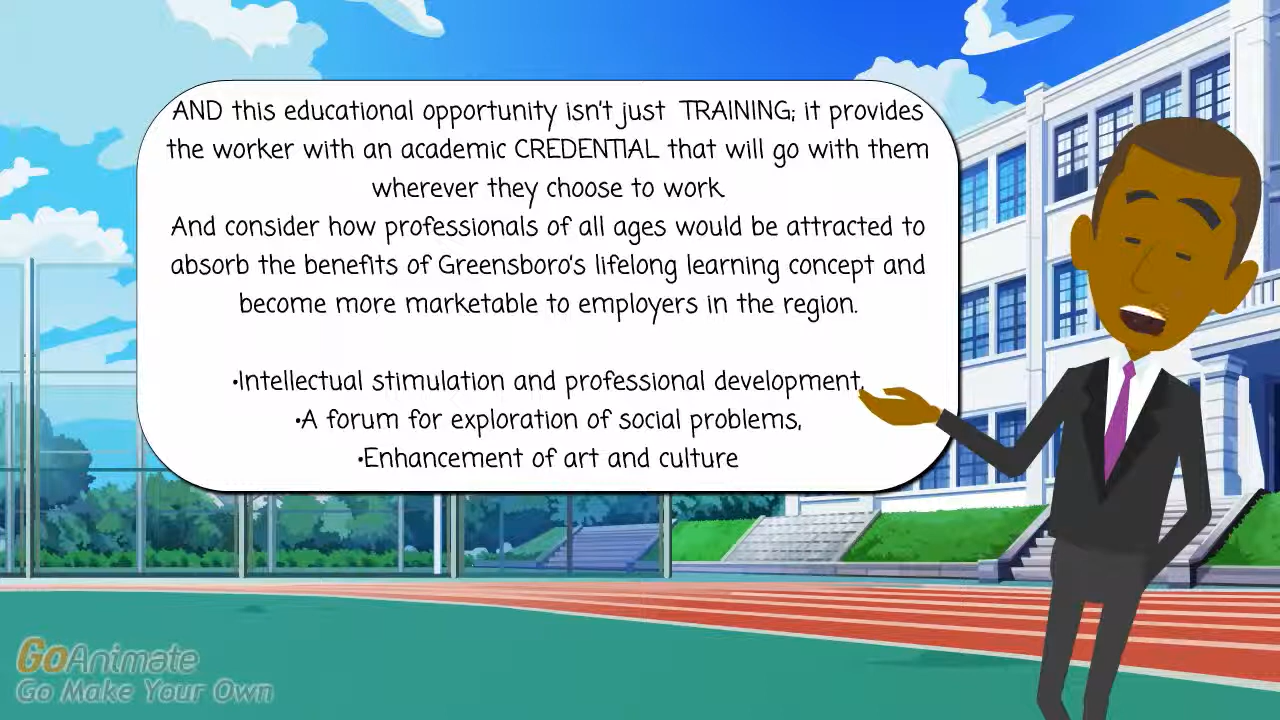 AND this educational opportunity isn't just TRAINING; it provides
the worker with an academic CREDENTIAL that will go with them
wherever they choose to work.
And consider how professionals of all ages would be attracted to
absorb the benefits of Greensboro's lifelong learning concept and
become more marketable to employers in the region.
•Intellectual stimulation and professional development,
•A forum for exploration of social problems,
•Enhancement of art and culture
GoAnimate
Go Make Your Own